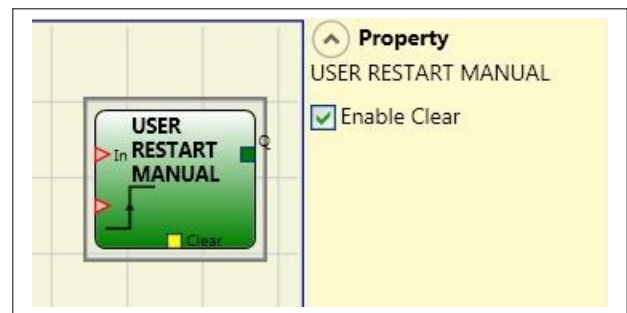 Property
USER RESTART MANUAL
Enable Clear
USER
In RESTART
MANUAL
Q
Clear